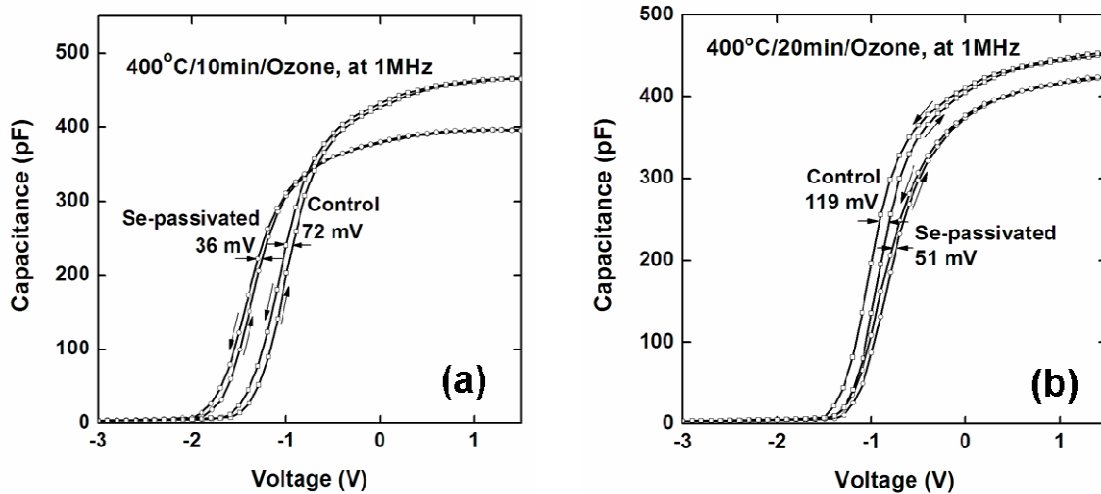 500
400
300
200
100
0
Capacitance (pF)
400°C/10min/Ozone, at 1MHz
Se-passivated
36 mV
Control
72 mV
(a)
-3 -2 -1 0 1
Voltage (V)
500
400
300
200
100
0
Capacitance (pF)
400°C/20min/Ozone, at 1MHz
Control
119 mV
Se-passivated
51 mV
(b)
-3 -2 -1 0 1
Voltage (V)